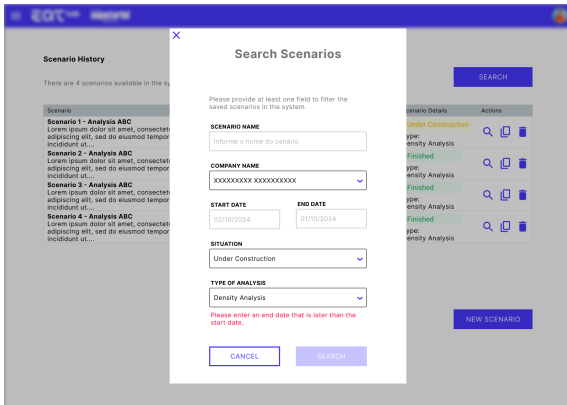 Search Scenarios
Scenario History
There are 4 scenarios available in the sy
SEARCH
Please provide at least one field to filter the
saved scenarios in the system.
Scenario
cenario Details
Actions
Scenario 1 - Analysis ABC
Lorem ipsum dolor sit amet, consectet
adipiscing elit, sed do eiusmod tempor
incididunt ut....
Under Construction
ype:
ensity Analysis
Scenario 2 - Analysis ABC
Lorem ipsum dolor sit amet, consectet
adipiscing elit, sed do eiusmod tempor
incididunt ut....
Finished
ype:
ensity Analysis
Scenario 3 - Analysis ABC
Lorem ipsum dolor sit amet, consectet
adipiscing elit, sed do eiusmod tempor
incididunt ut....
Finished
ype:
ensity Analysis
Scenario 4 - Analysis ABC
Lorem ipsum dolor sit amet, consectet
adipiscing elit, sed do eiusmod tempor
incididunt ut....
Finished
ype:
ensity Analysis
SCENARIO NAME
Informe o nome do cenário
COMPANY NAME
XXXXXXXXX XXXXXXXXXX
START DATE
END DATE
02/10/2024
01/10/2024
SITUATION
Under Construction
TYPE OF ANALYSIS
Density Analysis
Please enter an end date that is later than the
start date.
CANCEL
SEARCH
NEW SCENARIO